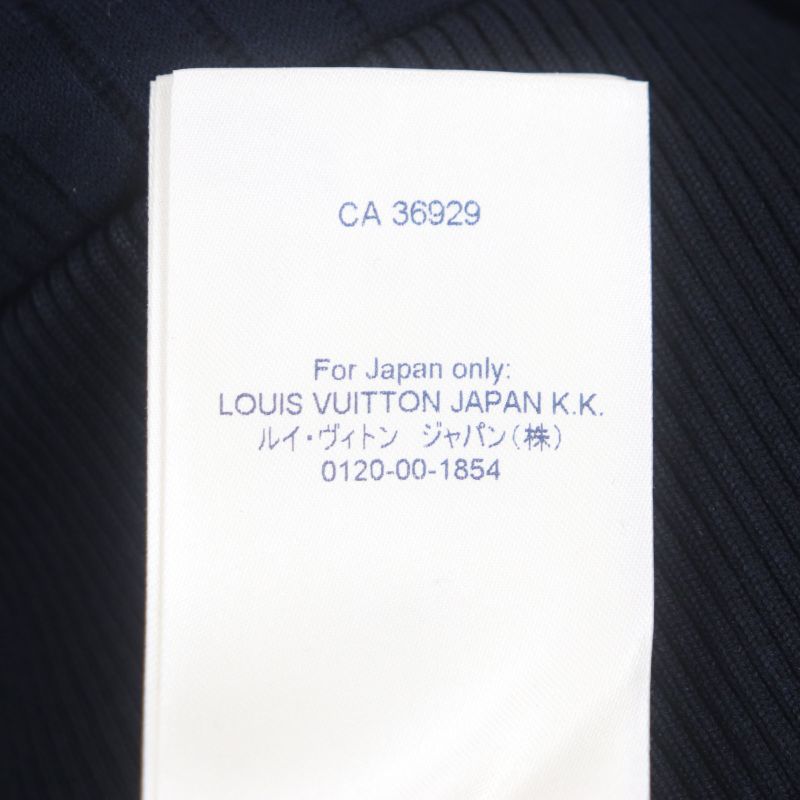 CA 36929
For Japan only:
LOUIS VUITTON JAPAN K.K.
ルイ・ヴィトン　ジャパン(株)
0120-00-1854